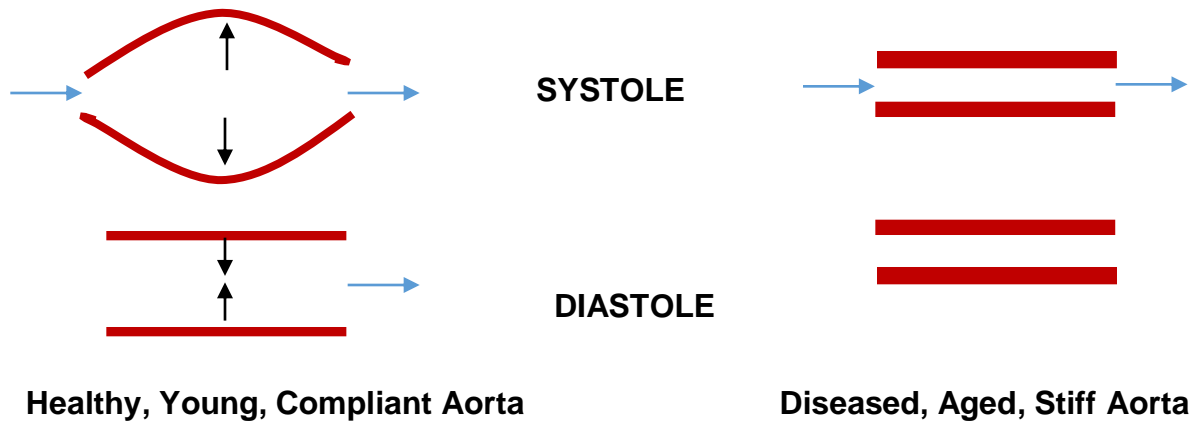 SYSTOLE
DIASTOLE
Healthy, Young, Compliant Aorta
Diseased, Aged, Stiff Aorta